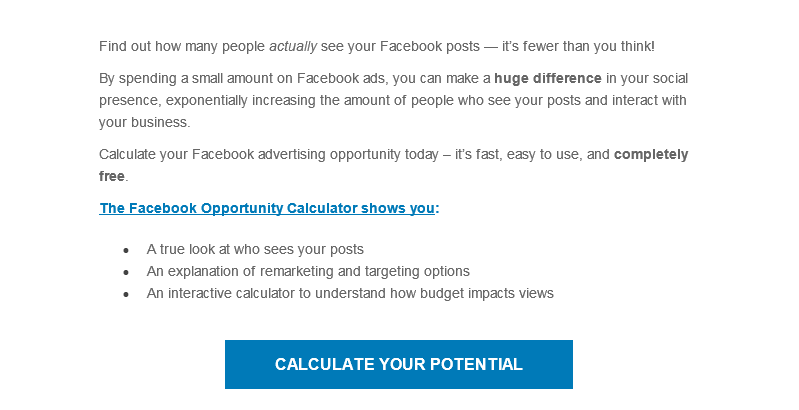 Find out how many people actually see your Facebook posts — it's fewer than you think!
By spending a small amount on Facebook ads, you can make a huge difference in your social
presence, exponentially increasing the amount of people who see your posts and interact with
your business.
Calculate your Facebook advertising opportunity today – it's fast, easy to use, and completely
free.
The Facebook Opportunity Calculator shows you:
• A true look at who sees your posts
• An explanation of remarketing and targeting options
• An interactive calculator to understand how budget impacts views
CALCULATE YOUR POTENTIAL